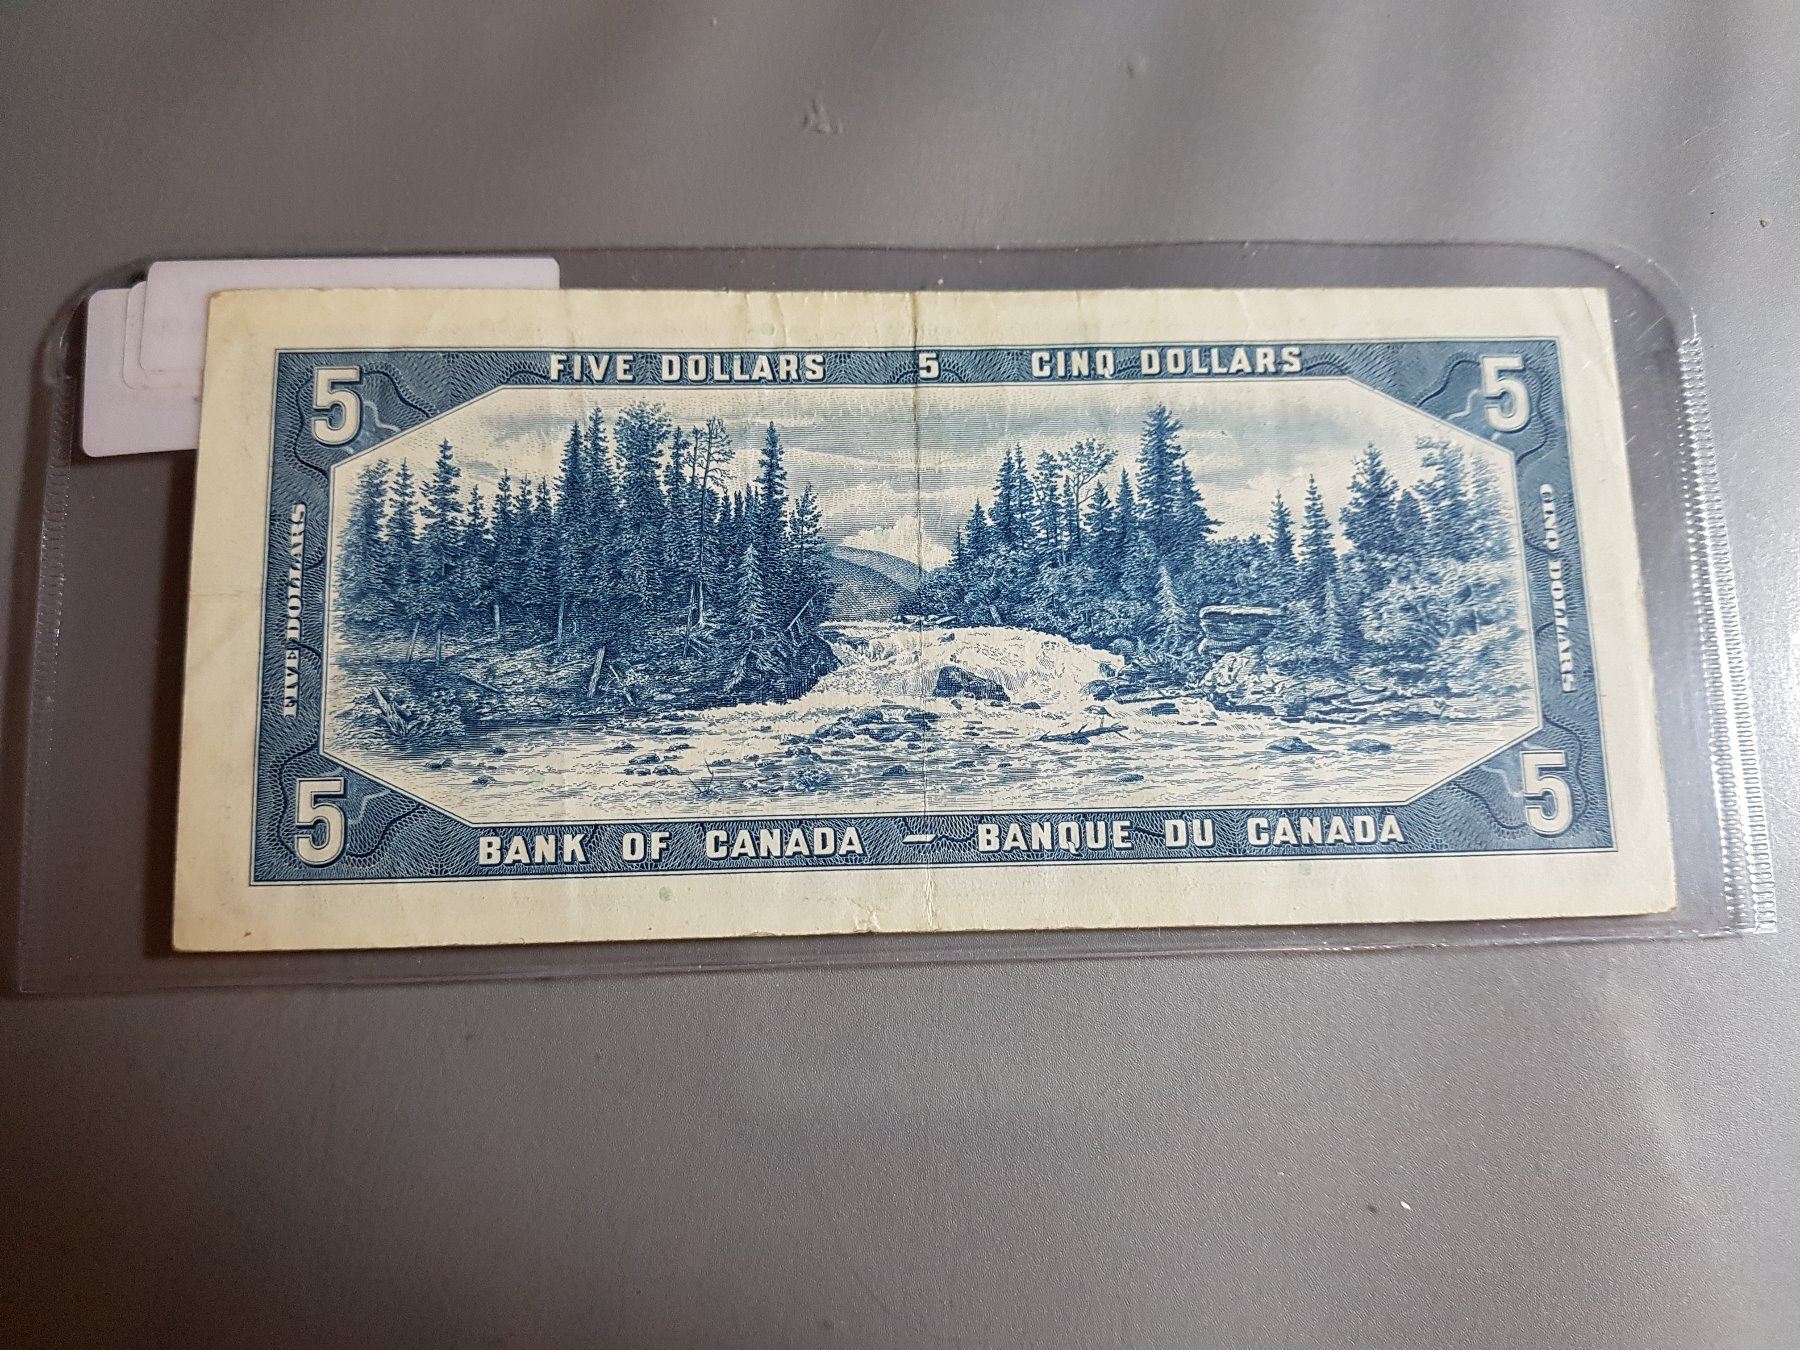 FIVE DOLLARS 5 CINQ DOLLARS
5 5
FIVE DOLLARS
CINQ DOLLARS
5 5
BANK OF CANADA — BANQUE DU CANADA